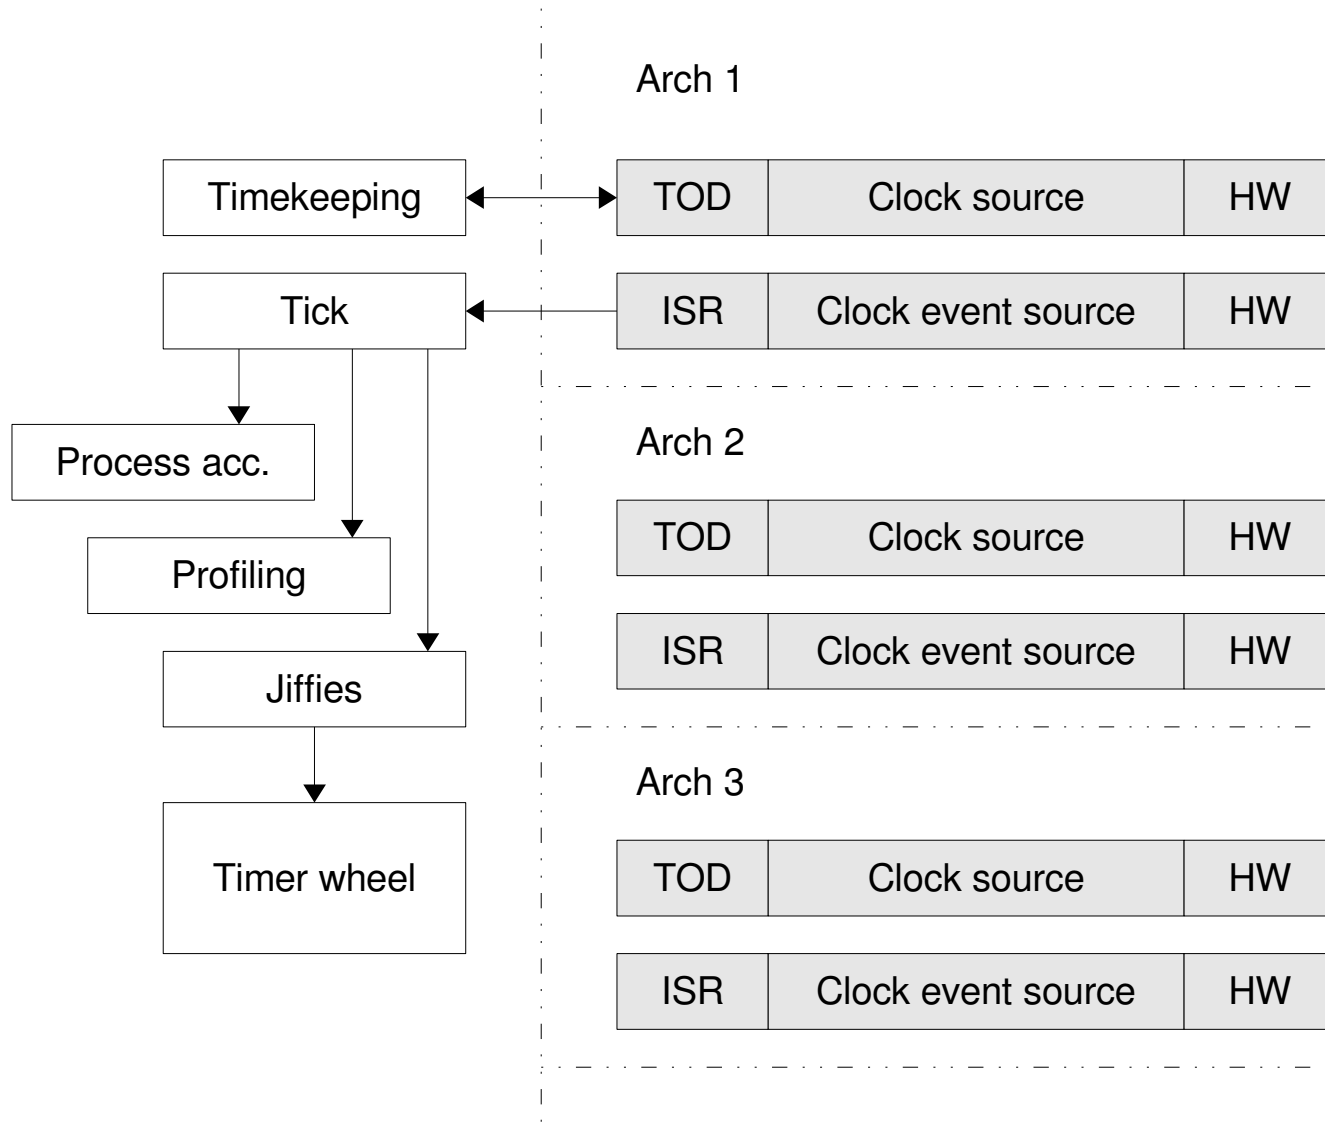 Arch 1
Timekeeping
TOD Clock source HW
Tick
ISR Clock event source HW
Process acc.
Profiling
Jiffies
Timer wheel
Arch 2
TOD Clock source HW
ISR Clock event source HW
Arch 3
TOD Clock source HW
ISR Clock event source HW